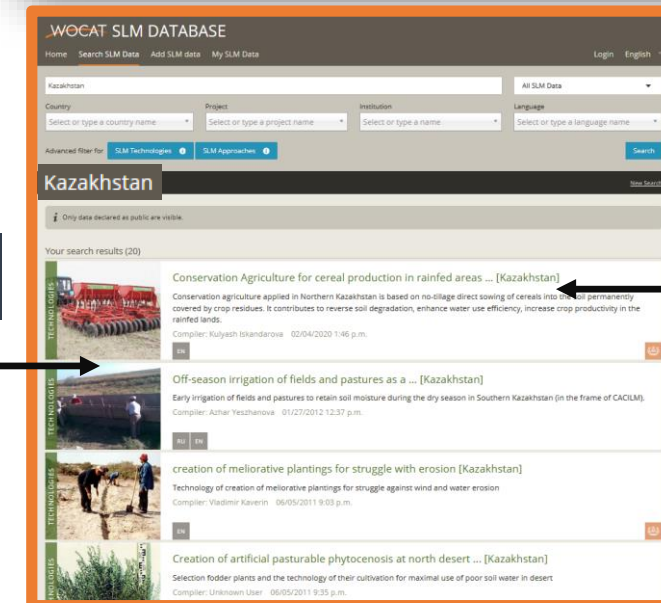 WOCAT SLM DATABASE
Home Search SLM Data Add SLM data My SLM Data Login English
Kazakhstan All SLM Data
Country Project Institution Language
Select or type a country name Select or type a project name Select or type a name Select or type a language name
Advanced filter for SLM Technologies SLM Approaches Search
Kazakhstan New Search
i Only data declared as public are visible.
Your search results (20)
TECHNOLOGIES
Conservation Agriculture for cereal production in rainfed areas ... [Kazakhstan]
Conservation agriculture applied in Northern Kazakhstan is based on no-tillage direct sowing of cereals into the soil permanently
covered by crop residues. It contributes to reverse soil degradation, enhance water use efficiency, increase crop productivity in the
rainfed lands.
Compiler: Kulyash Iskandarova 02/04/2020 1:46 p.m.
EN
TECHNOLOGIES
Off-season irrigation of fields and pastures as a ... [Kazakhstan]
Early irrigation of fields and pastures to retain soil moisture during the dry season in Southern Kazakhstan (in the frame of CACILM).
Compiler: Azhar Yeszhanova 01/27/2012 12:37 p.m.
RU EN
TECHNOLOGIES
creation of meliorative plantings for struggle with erosion [Kazakhstan]
Technology of creation of meliorative plantings for struggle against wind and water erosion
Compiler: Vladimir Kaverin 06/05/2011 9:03 p.m.
EN
HNOLOGIES
Creation of artificial pasturable phytocenosis at north desert ... [Kazakhstan]
Selection fodder plants and the technology of their cultivation for maximal use of poor soil water in desert
Compiler: Unknown User 06/05/2011 9:35 p.m.